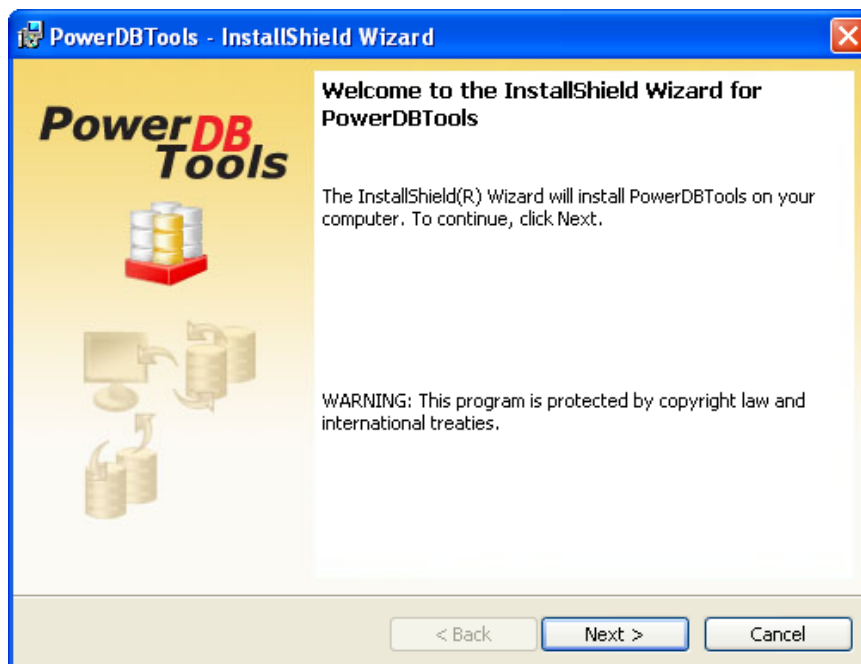 PowerDBTools - InstallShield Wizard
PowerDB
Tools
Welcome to the InstallShield Wizard for
PowerDBTools
The InstallShield(R) Wizard will install PowerDBTools on your
computer. To continue, click Next.
WARNING: This program is protected by copyright law and
international treaties.
< Back
Next >
Cancel